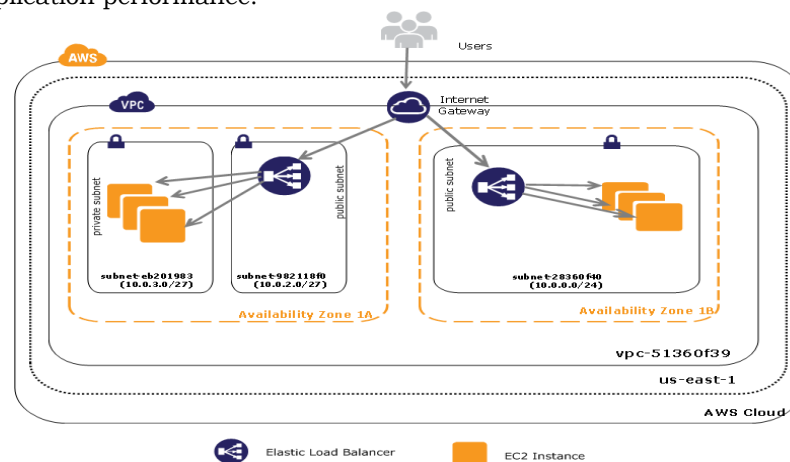 plication performance.
Users
AWS
VPC
Internet
Gateway
private subnet
public subnet
public subnet
subnet-eb201983
(10.0.3.0/27)
subnet-982118f0
(10.0.2.0/27)
subnet-28360f40
(10.0.0.0/24)
Availability Zone 1A
Availability Zone 1B
vpc-51360f39
us-east-1
AWS Cloud
Elastic Load Balancer
EC2 Instance